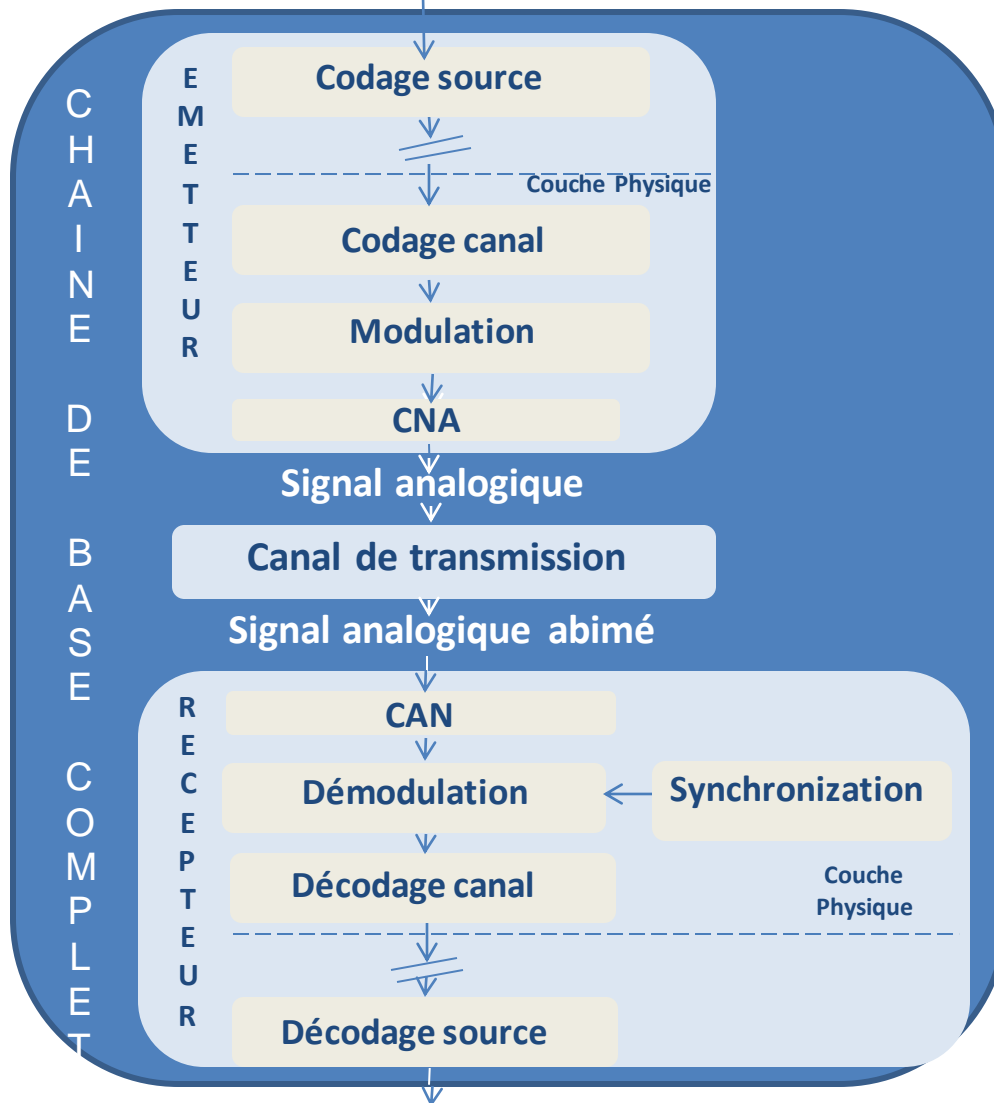 CHAINE DE BASE COMPLET
EMETTEUR
Codage source
Couche Physique
Codage canal
Modulation
CNA
Signal analogique
Canal de transmission
Signal analogique abimé
RECEPTEUR
CAN
Démodulation
Synchronization
Décodage canal
Couche
Physique
Décodage source